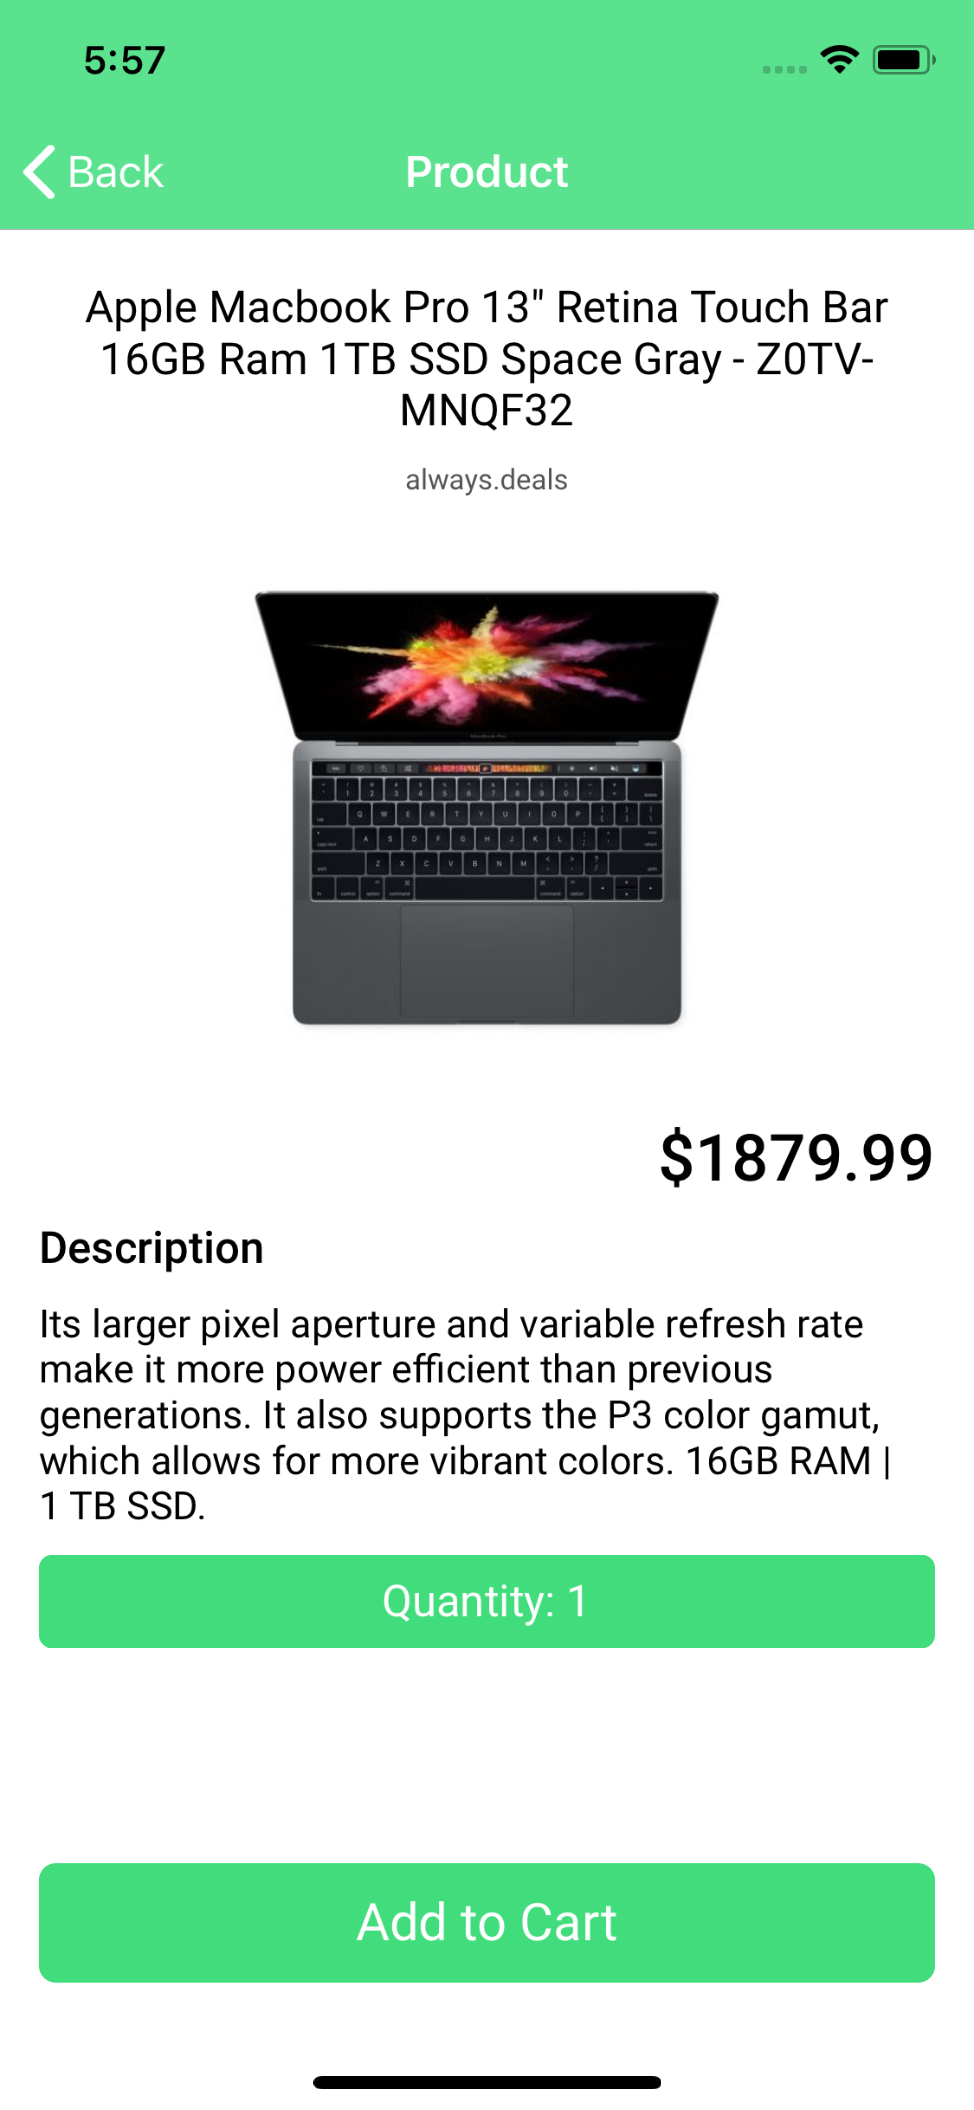 5:57
Back
Product
Apple Macbook Pro 13" Retina Touch Bar
16GB Ram 1TB SSD Space Gray - Z0TV-
MNQF32
always.deals
$1879.99
Description
Its larger pixel aperture and variable refresh rate
make it more power efficient than previous
generations. It also supports the P3 color gamut,
which allows for more vibrant colors. 16GB RAM |
1 TB SSD.
Quantity: 1
Add to Cart